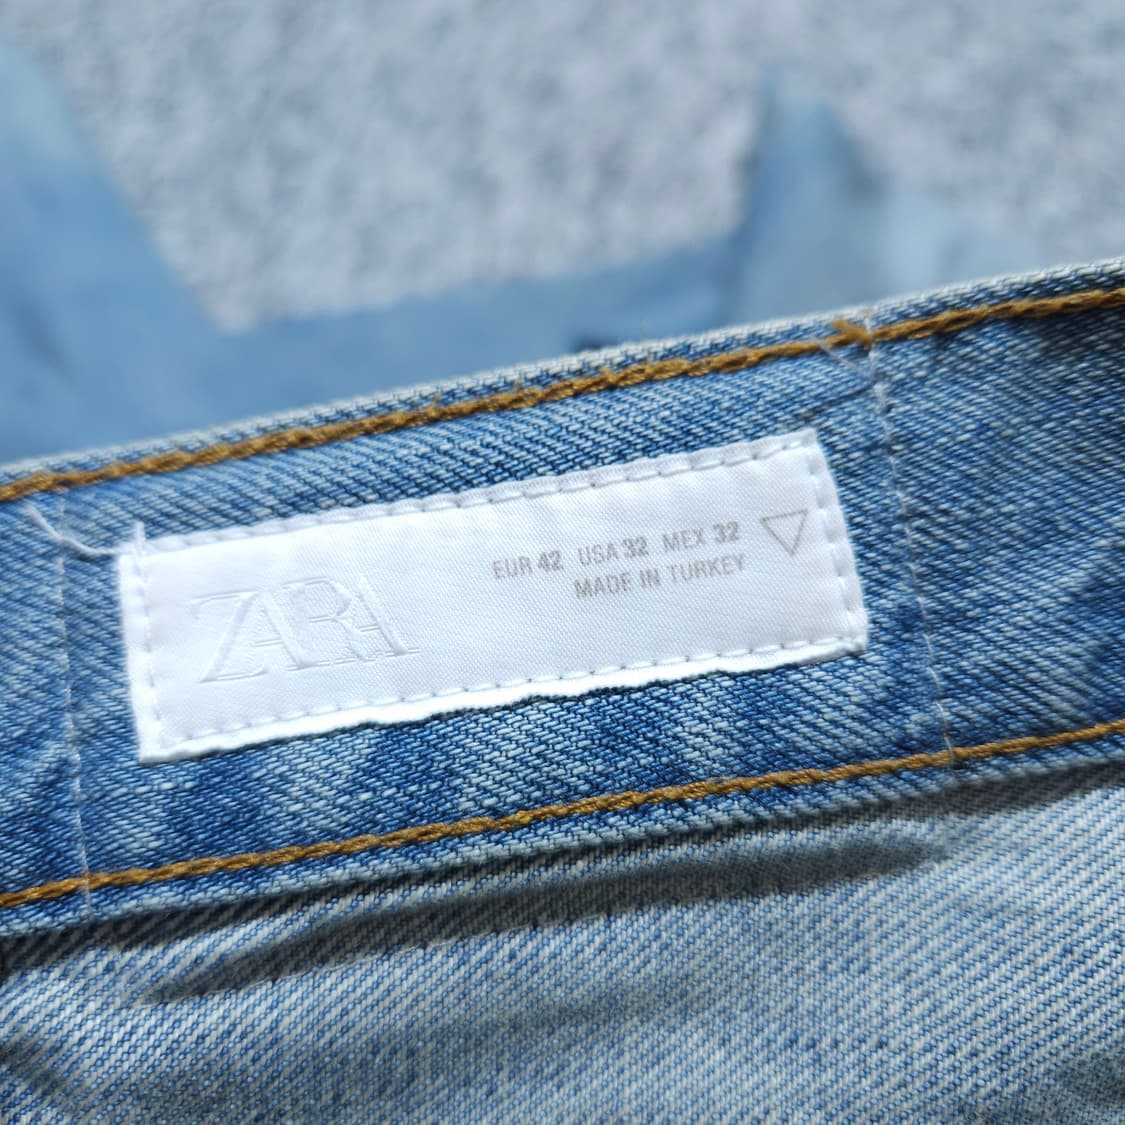 ZARA
EUR 42 USA 32 MEX 32
MADE IN TURKEY